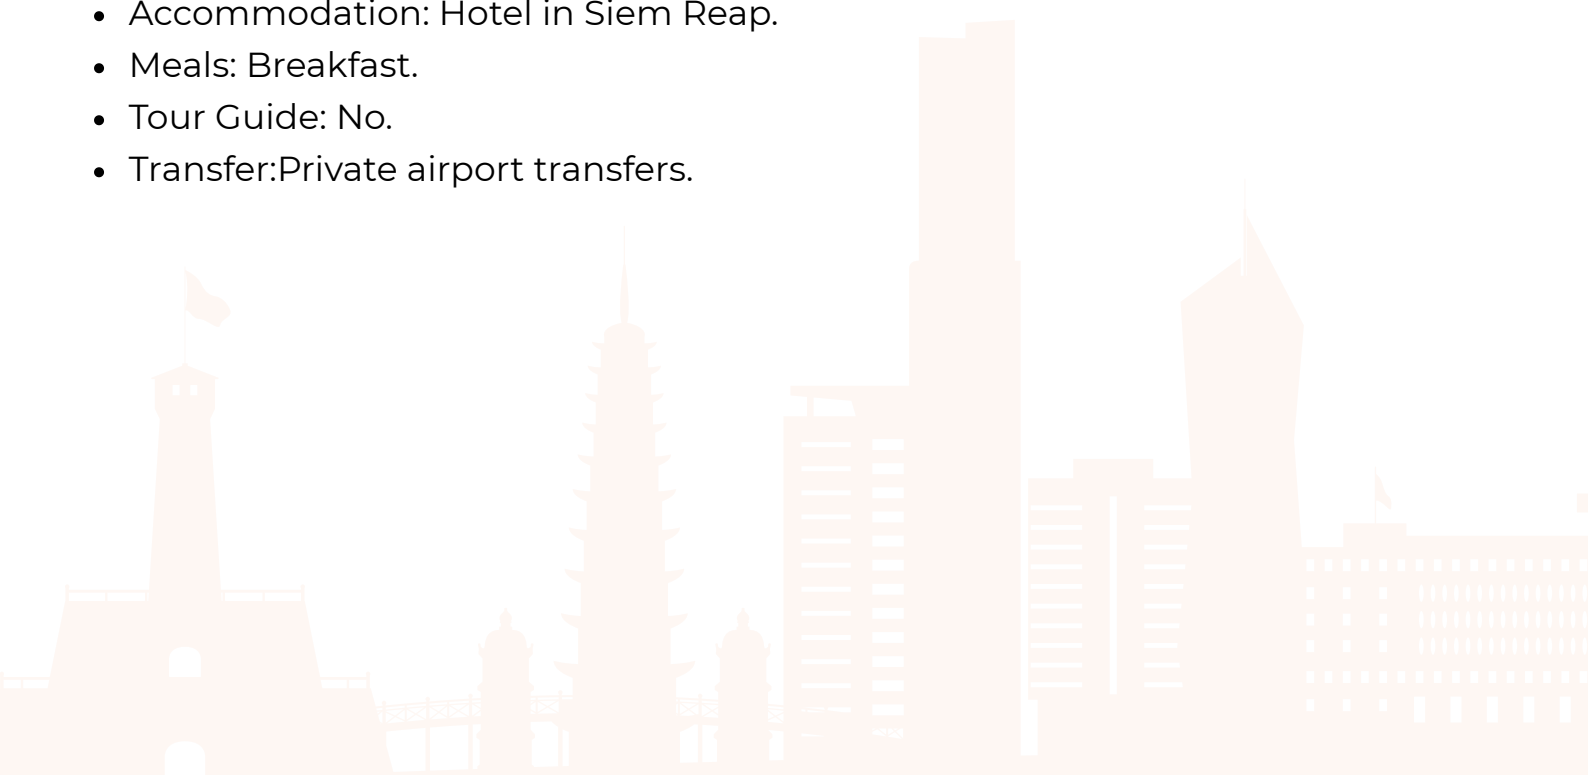 • Accommodation: Hotel in Siem Reap.
• Meals: Breakfast.
• Tour Guide: No.
• Transfer:Private airport transfers.